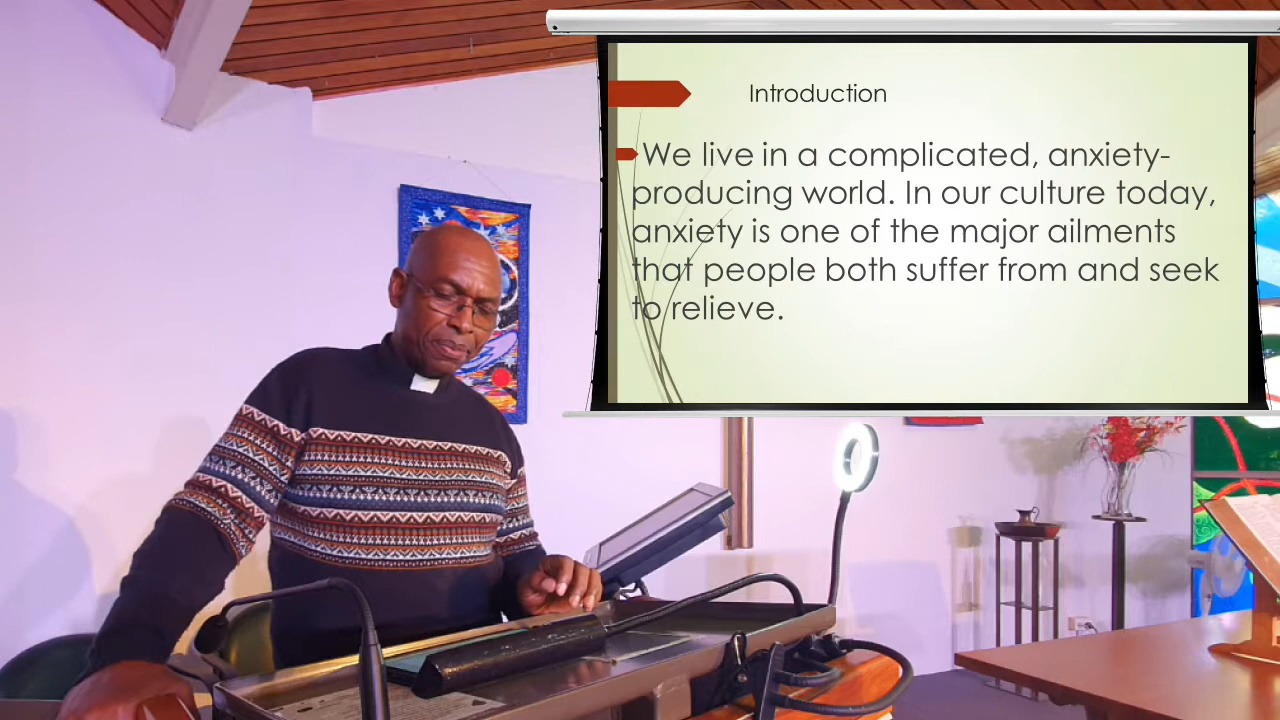 Introduction
We live in a complicated, anxiety-
producing world. In our culture today,
anxiety is one of the major ailments
that people both suffer from and seek
to relieve.